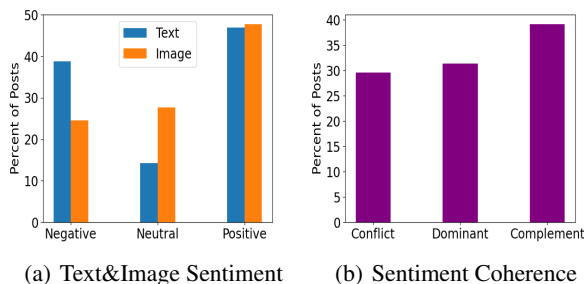 Percent of Posts
50
40
30
20
10
0
Text
Image
Negative Neutral Positive
(a) Text&Image Sentiment
Percent of Posts
40
35
30
25
20
15
10
5
0
Conflict Dominant Complement
(b) Sentiment Coherence